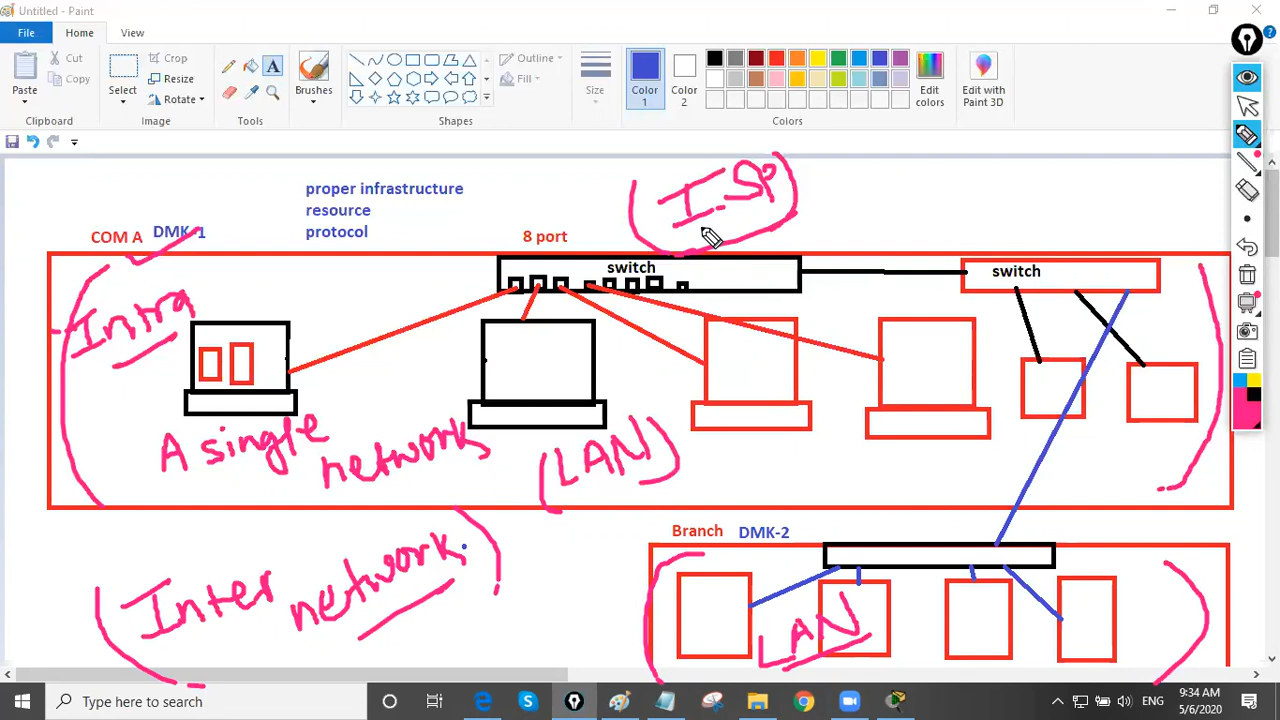 Untitled - Paint
File
Home
View
Paste
Cut
Copy
Clipboard
Select
Crop
Resize
Rotate
Image
A
Tools
Brushes
Outline
Fill
Shapes
Size
Color
1
Color
2
Edit
colors
Edit with
Paint 3D
Colors
proper infrastructure
resource
protocol
I.SP
COM A
DMK-1
8 port
switch
switch
Intra
A single
network
(LAN)
Branch
DMK-2
Inter
network
LAN
Type here to search
ENG
9:34 AM
5/6/2020